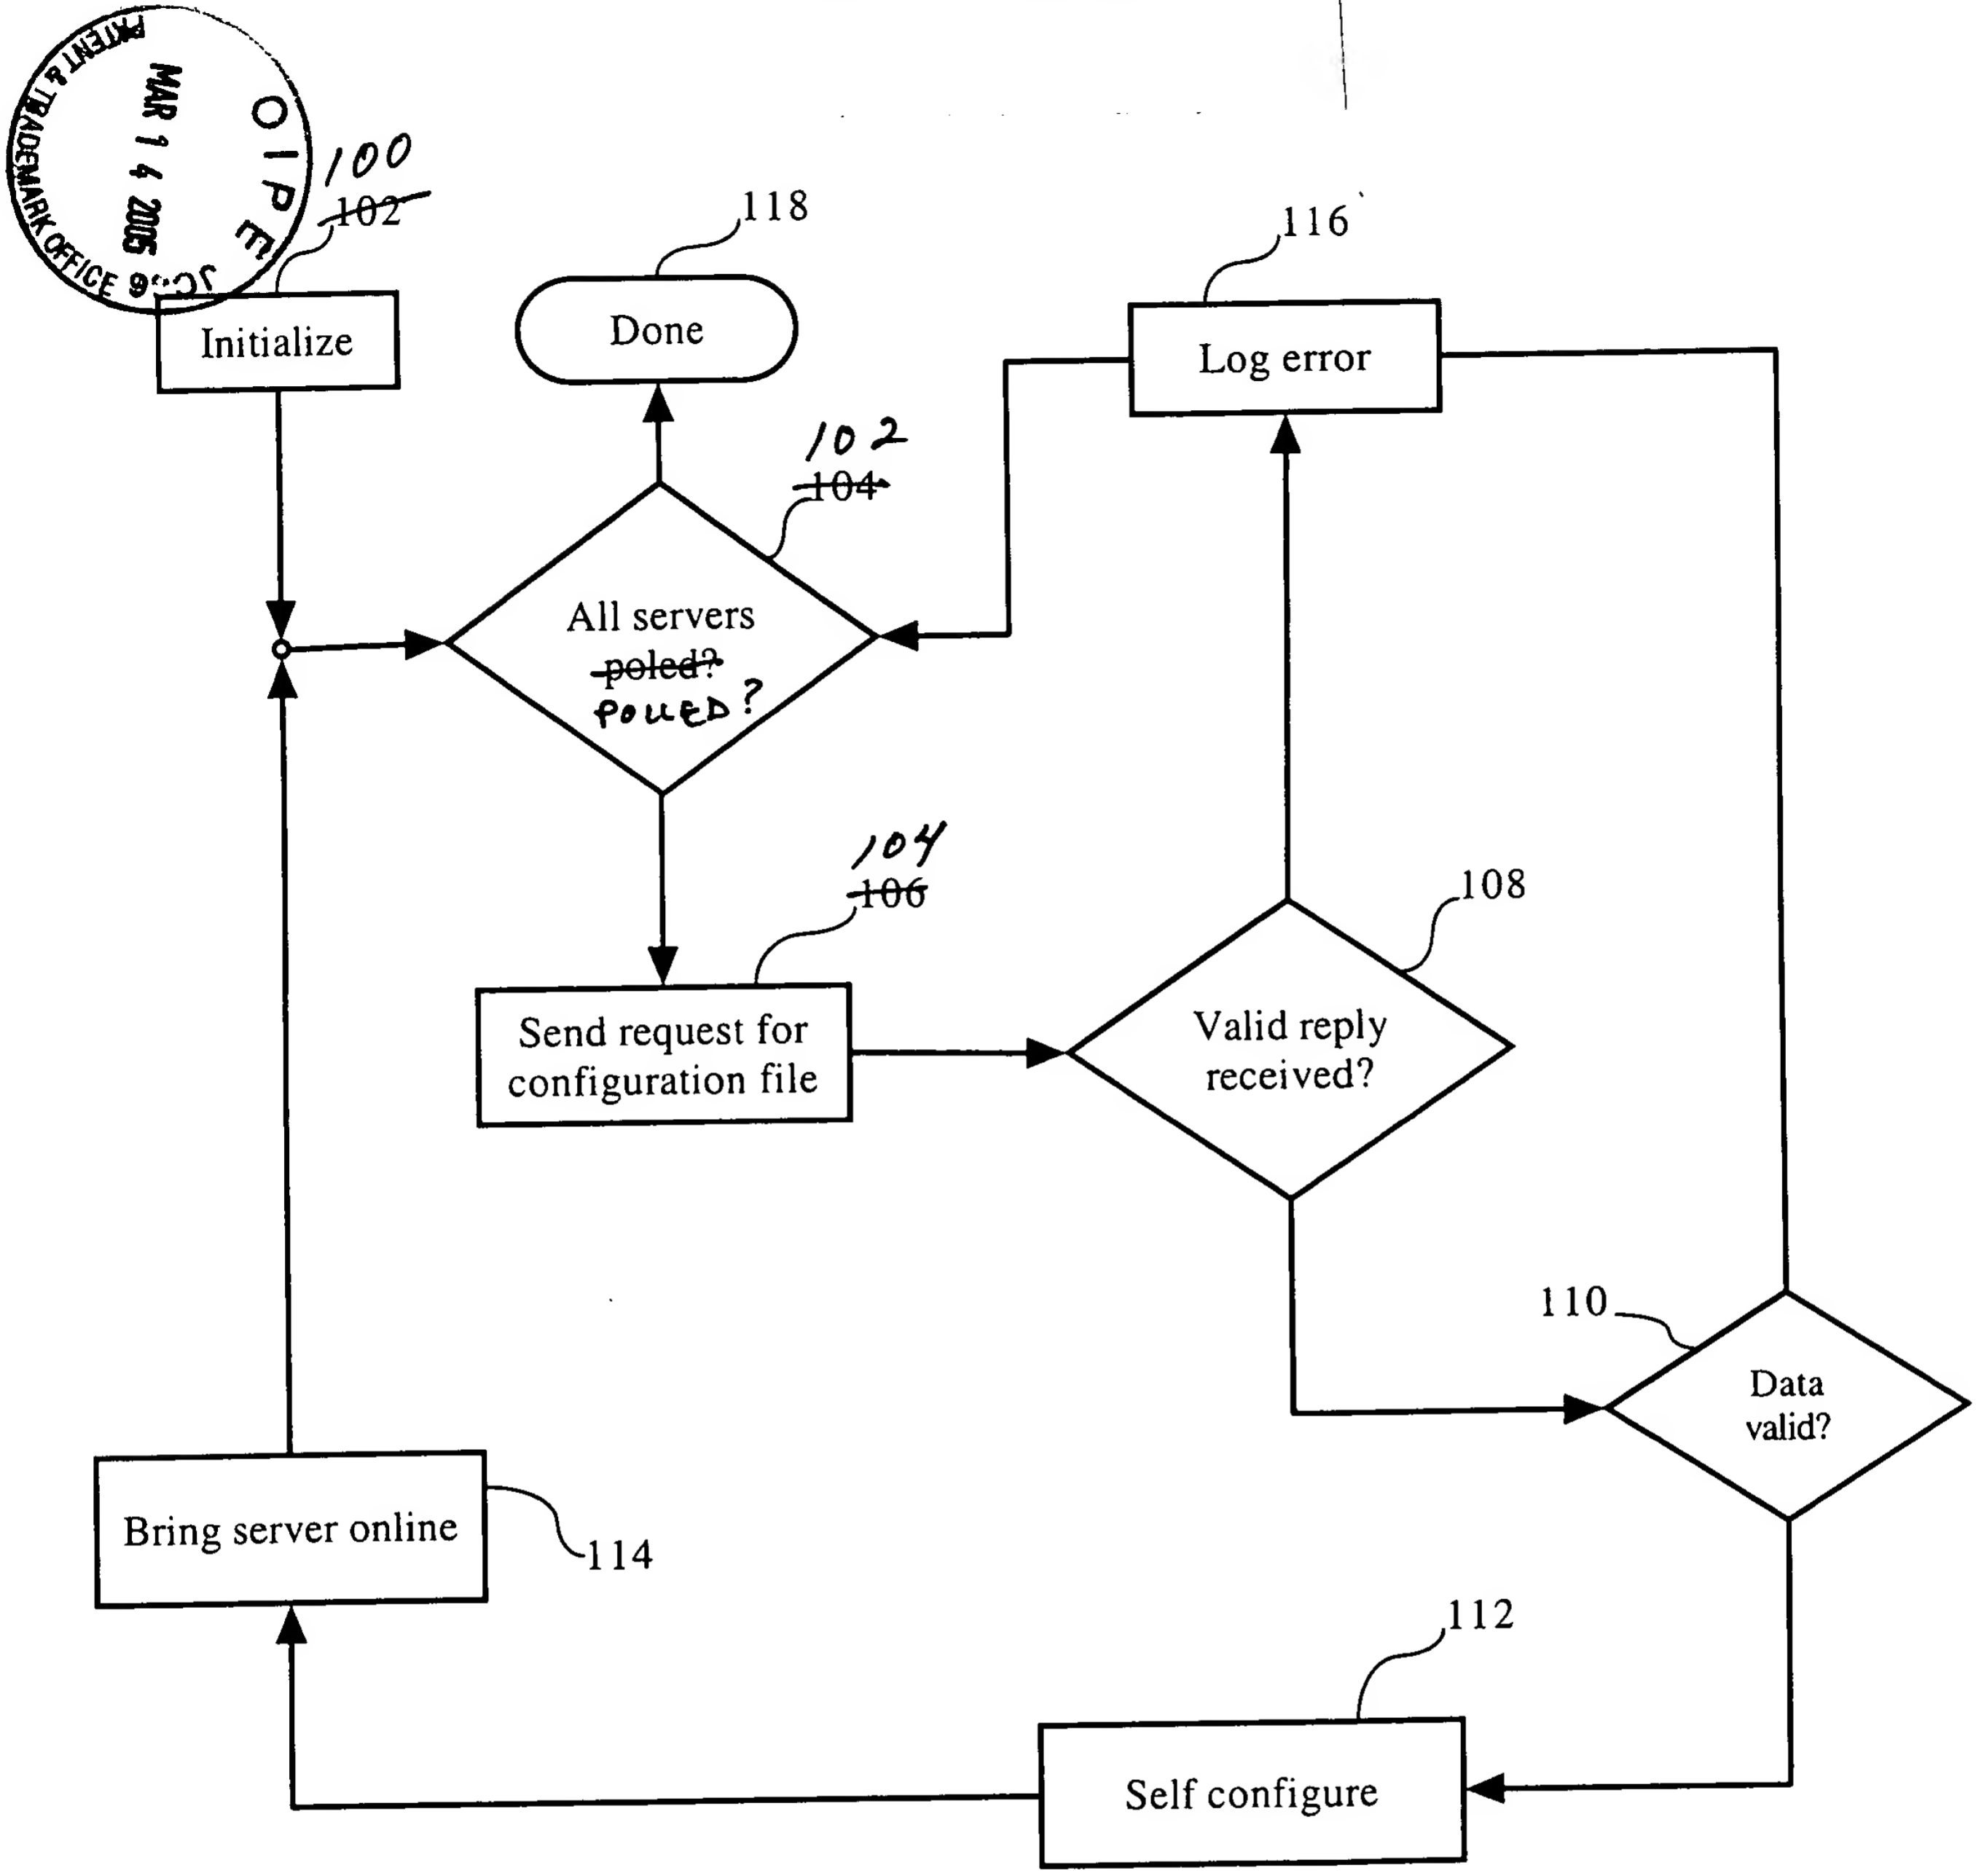 PATENT & TRADEMARK OFFICE
OIPE
MAR 14 2005
100
102
118
116
Initialize
Done
Log error
102
104
All servers
poled?
POLLED?
104
106
108
Send request for
configuration file
Valid reply
received?
110
Data
valid?
Bring server online
114
112
Self configure